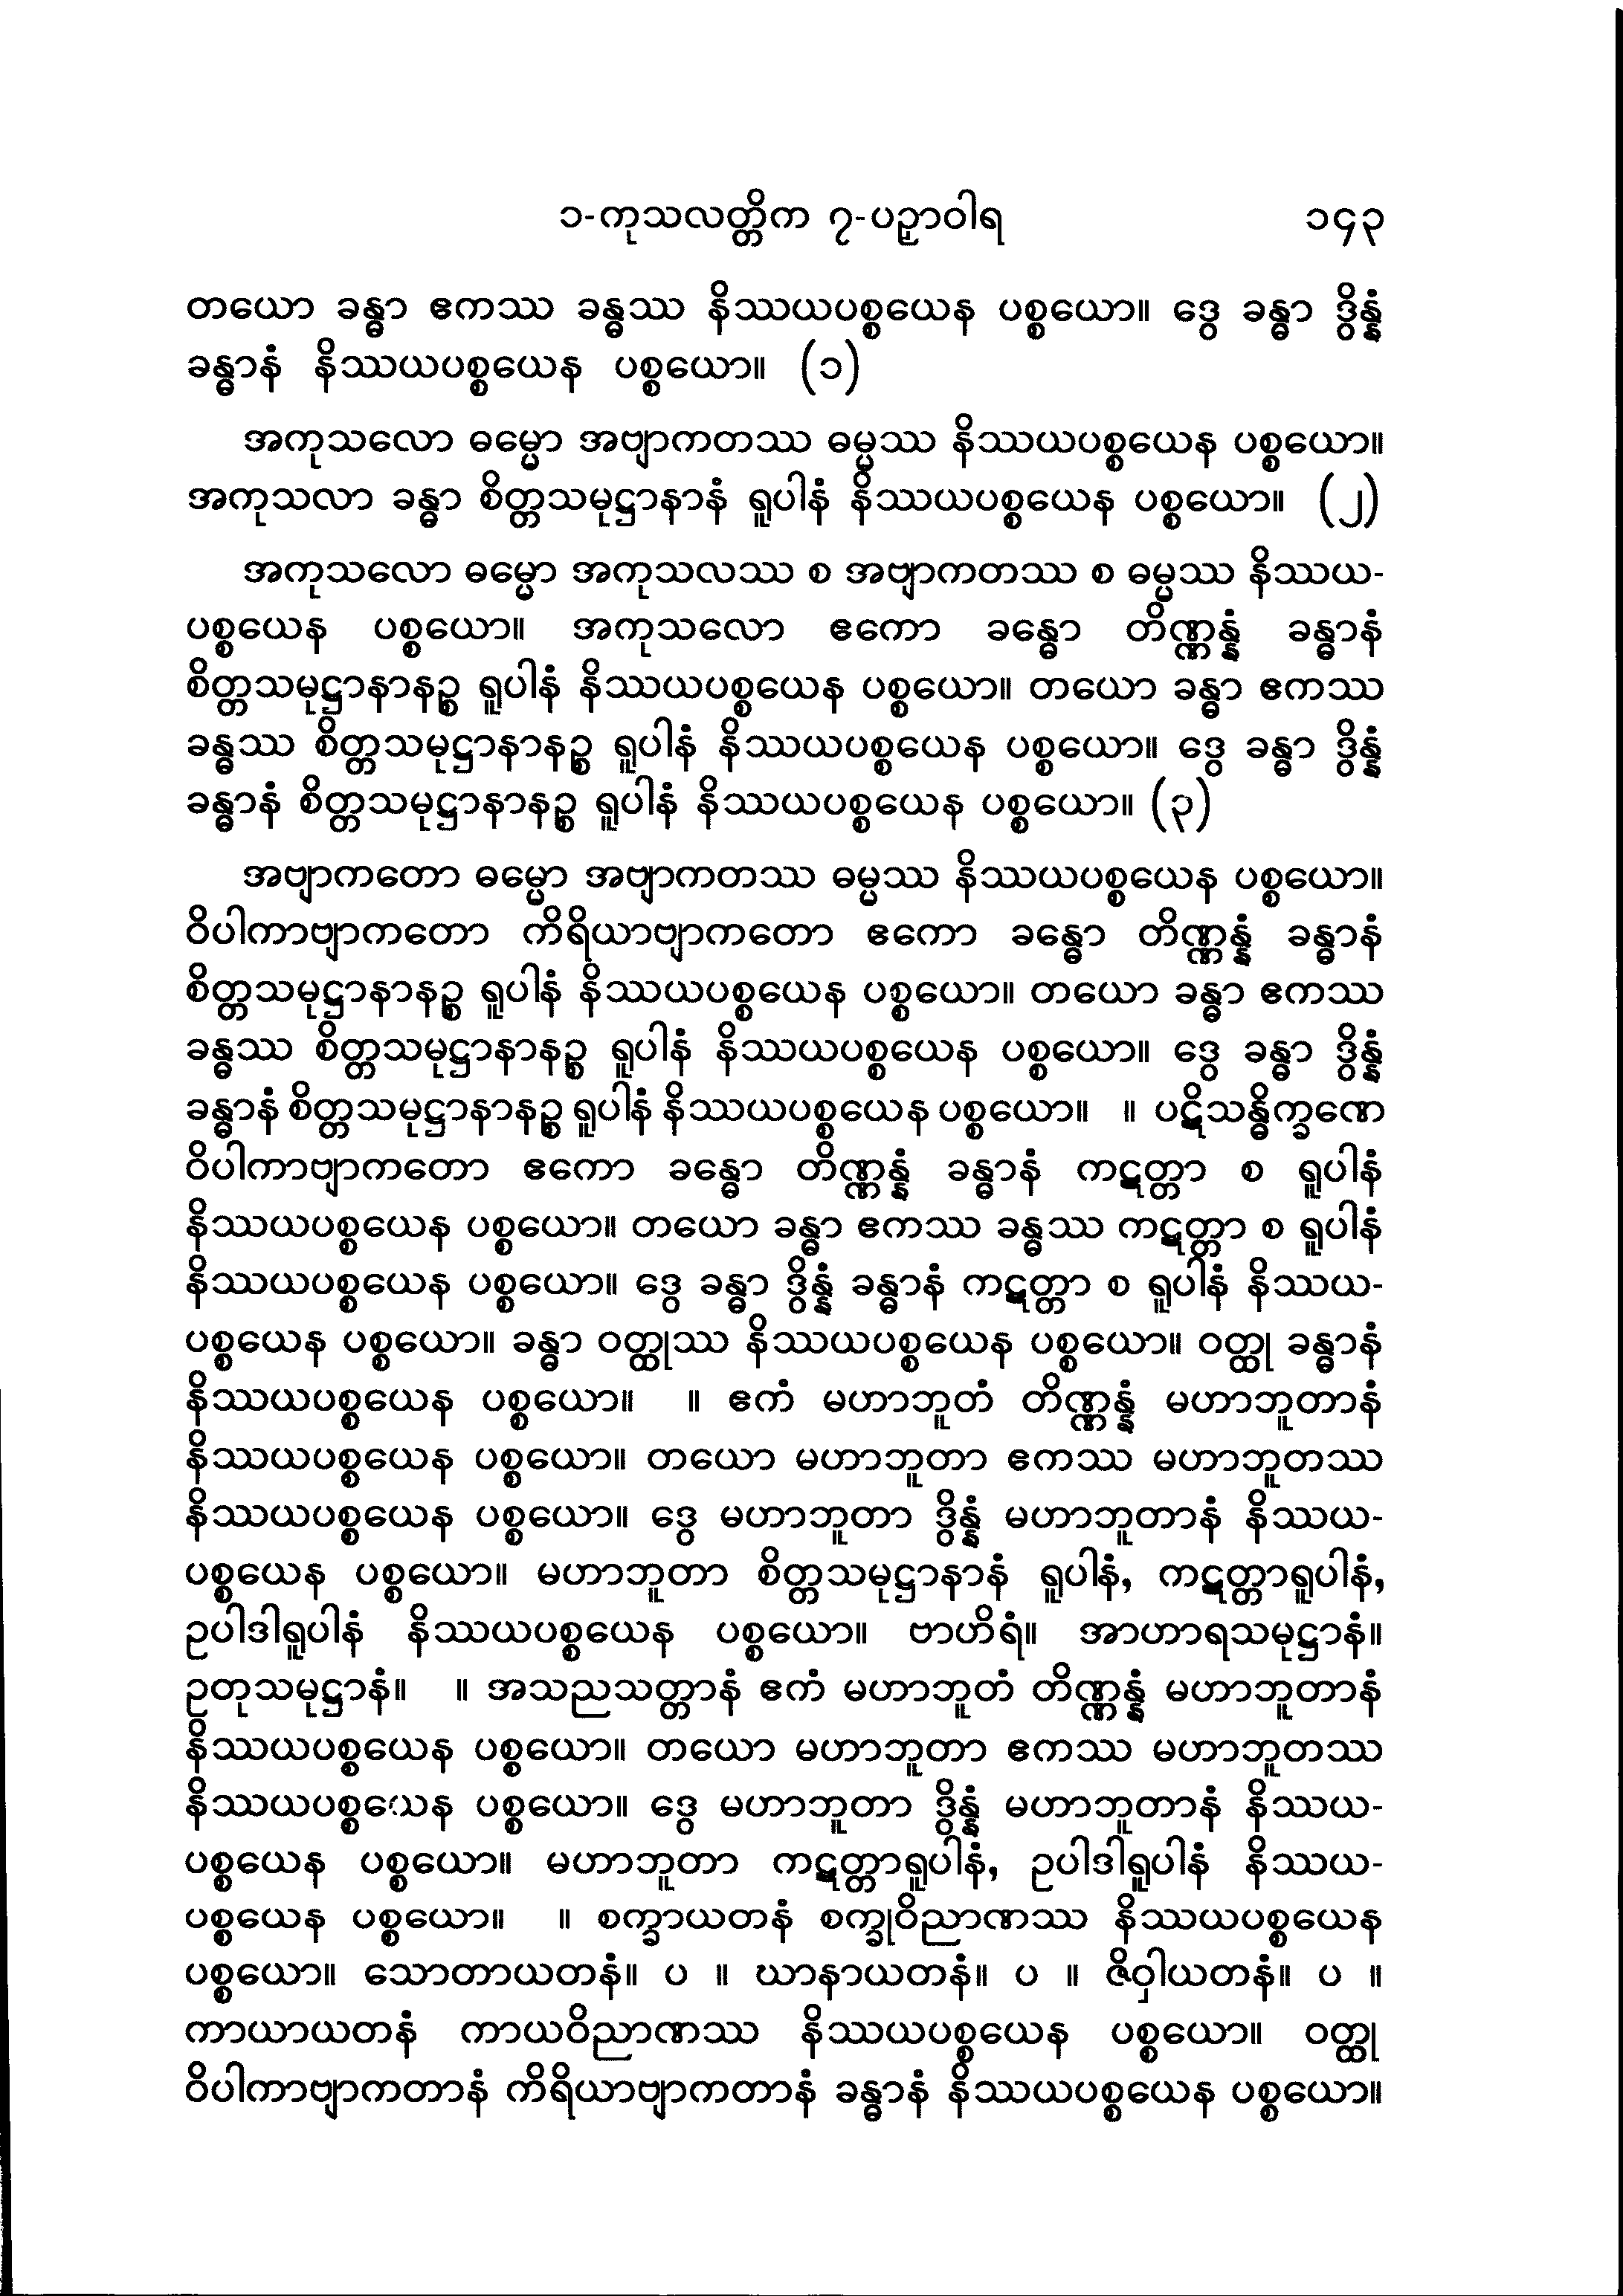 ၁-ကုသလတ္တိက ၇-ပဉှာဝါရ ၁၄၃
တယော ခန္ဓာ ဧကဿ ခန္ဓဿ နိဿယပစ္စယေန ပစ္စယော။ ဒွေ ခန္ဓာ ဒွိန္နံ
ခန္ဓာနံ နိဿယပစ္စယေန ပစ္စယော။ (၁)
အကုသလော ဓမ္မော အဗျာကတဿ ဓမ္မဿ နိဿယပစ္စယေန ပစ္စယော။
အကုသလာ ခန္ဓာ စိတ္တသမုဋ္ဌာနာနံ ရူပါနံ နိဿယပစ္စယေန ပစ္စယော။ (၂)
အကုသလော ဓမ္မော အကုသလဿ စ အဗျာကတဿ စ ဓမ္မဿ နိဿယ-
ပစ္စယေန ပစ္စယော။ အကုသလော ဧကော ခန္ဓော တိဏ္ဏန္နံ ခန္ဓာနံ
စိတ္တသမုဋ္ဌာနာနဉ္စ ရူပါနံ နိဿယပစ္စယေန ပစ္စယော။ တယော ခန္ဓာ ဧကဿ
ခန္ဓဿ စိတ္တသမုဋ္ဌာနာနဉ္စ ရူပါနံ နိဿယပစ္စယေန ပစ္စယော။ ဒွေ ခန္ဓာ ဒွိန္နံ
ခန္ဓာနံ စိတ္တသမုဋ္ဌာနာနဉ္စ ရူပါနံ နိဿယပစ္စယေန ပစ္စယော။ (၃)
အဗျာကတော ဓမ္မော အဗျာကတဿ ဓမ္မဿ နိဿယပစ္စယေန ပစ္စယော။
ဝိပါကာဗျာကတော ကိရိယာဗျာကတော ဧကော ခန္ဓော တိဏ္ဏန္နံ ခန္ဓာနံ
စိတ္တသမုဋ္ဌာနာနဉ္စ ရူပါနံ နိဿယပစ္စယေန ပစ္စယော။ တယော ခန္ဓာ ဧကဿ
ခန္ဓဿ စိတ္တသမုဋ္ဌာနာနဉ္စ ရူပါနံ နိဿယပစ္စယေန ပစ္စယော။ ဒွေ ခန္ဓာ ဒွိန္နံ
ခန္ဓာနံ စိတ္တသမုဋ္ဌာနာနဉ္စ ရူပါနံ နိဿယပစ္စယေန ပစ္စယော။ ။ ပဋိသန္ဓိက္ခဏေ
ဝိပါကာဗျာကတော ဧကော ခန္ဓော တိဏ္ဏန္နံ ခန္ဓာနံ ကဋတ္တာ စ ရူပါနံ
နိဿယပစ္စယေန ပစ္စယော။ တယော ခန္ဓာ ဧကဿ ခန္ဓဿ ကဋတ္တာ စ ရူပါနံ
နိဿယပစ္စယေန ပစ္စယော။ ဒွေ ခန္ဓာ ဒွိန္နံ ခန္ဓာနံ ကဋတ္တာ စ ရူပါနံ နိဿယ-
ပစ္စယေန ပစ္စယော။ ခန္ဓာ ဝတ္ထုဿ နိဿယပစ္စယေန ပစ္စယော။ ဝတ္ထု ခန္ဓာနံ
နိဿယပစ္စယေန ပစ္စယော။ ။ ဧကံ မဟာဘူတံ တိဏ္ဏန္နံ မဟာဘူတာနံ
နိဿယပစ္စယေန ပစ္စယော။ တယော မဟာဘူတာ ဧကဿ မဟာဘူတဿ
နိဿယပစ္စယေန ပစ္စယော။ ဒွေ မဟာဘူတာ ဒွိန္နံ မဟာဘူတာနံ နိဿယ-
ပစ္စယေန ပစ္စယော။ မဟာဘူတာ စိတ္တသမုဋ္ဌာနာနံ ရူပါနံ, ကဋတ္တာရူပါနံ,
ဥပါဒါရူပါနံ နိဿယပစ္စယေန ပစ္စယော။ ဗာဟိရံ။ အာဟာရသမုဋ္ဌာနံ။
ဥတုသမုဋ္ဌာနံ။ ။ အသညသတ္တာနံ ဧကံ မဟာဘူတံ တိဏ္ဏန္နံ မဟာဘူတာနံ
နိဿယပစ္စယေန ပစ္စယော။ တယော မဟာဘူတာ ဧကဿ မဟာဘူတဿ
နိဿယပစ္စယေန ပစ္စယော။ ဒွေ မဟာဘူတာ ဒွိန္နံ မဟာဘူတာနံ နိဿယ-
ပစ္စယေန ပစ္စယော။ မဟာဘူတာ ကဋတ္တာရူပါနံ, ဥပါဒါရူပါနံ နိဿယ-
ပစ္စယေန ပစ္စယော။ ။ စက္ခာယတနံ စက္ခုဝိညာဏဿ နိဿယပစ္စယေန
ပစ္စယော။ သောတာယတနံ။ ပ ။ ဃာနာယတနံ။ ပ ။ ဇိဝှါယတနံ။ ပ ။
ကာယာယတနံ ကာယဝိညာဏဿ နိဿယပစ္စယေန ပစ္စယော။ ဝတ္ထု
ဝိပါကာဗျာကတာနံ ကိရိယာဗျာကတာနံ ခန္ဓာနံ နိဿယပစ္စယေန ပစ္စယော။